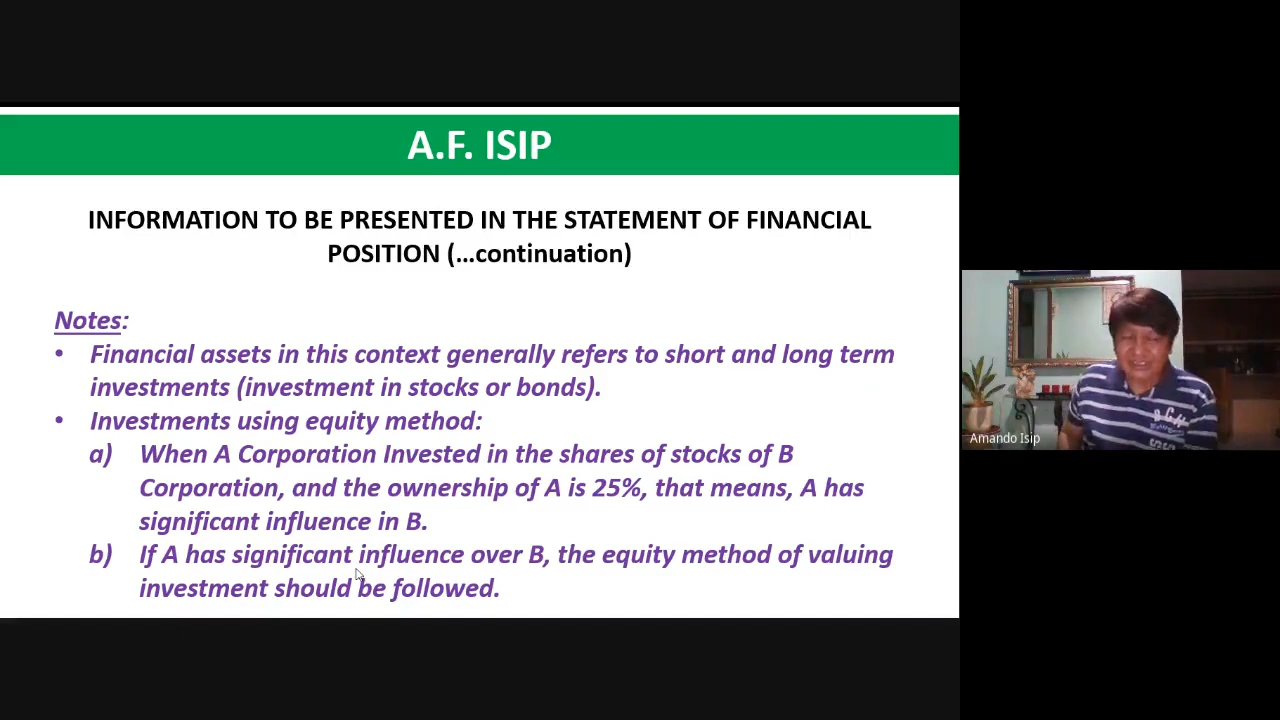 A.F. ISIP
INFORMATION TO BE PRESENTED IN THE STATEMENT OF FINANCIAL
POSITION (...continuation)
Notes:
• Financial assets in this context generally refers to short and long term
investments (investment in stocks or bonds).
• Investments using equity method:
a) When A Corporation Invested in the shares of stocks of B
Corporation, and the ownership of A is 25%, that means, A has
significant influence in B.
b) If A has significant influence over B, the equity method of valuing
investment should be followed.
Amando Isip